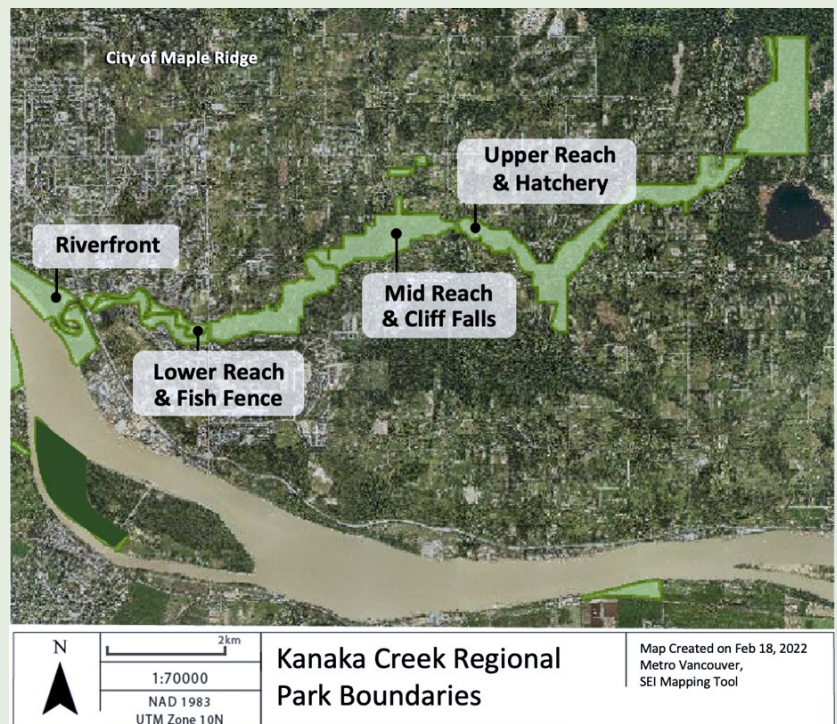 City of Maple Ridge
Upper Reach
& Hatchery
Riverfront
Mid Reach
& Cliff Falls
Lower Reach
& Fish Fence
N
2km
1:70000
NAD 1983
UTM Zone 10N
Kanaka Creek Regional
Park Boundaries
Map Created on Feb 18, 2022
Metro Vancouver,
SEI Mapping Tool